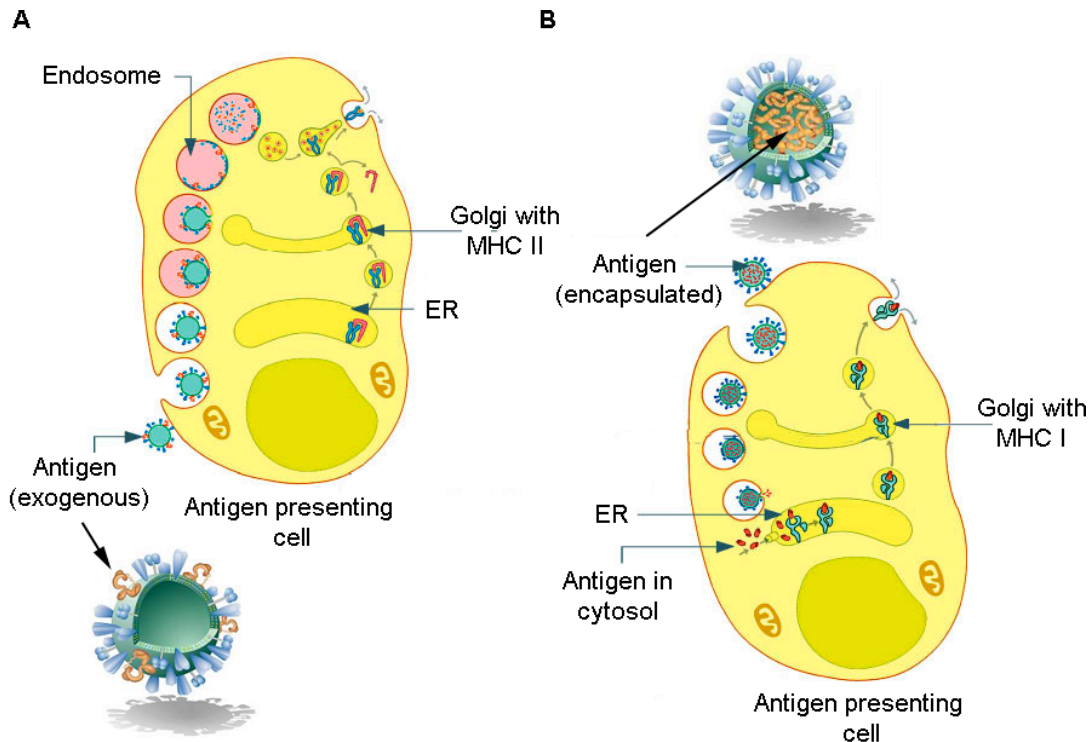 A
Endosome
Golgi with
MHC II
ER
Antigen
(exogenous)
Antigen presenting
cell
B
Antigen
(encapsulated)
Golgi with
MHC I
ER
Antigen in
cytosol
Antigen presenting
cell